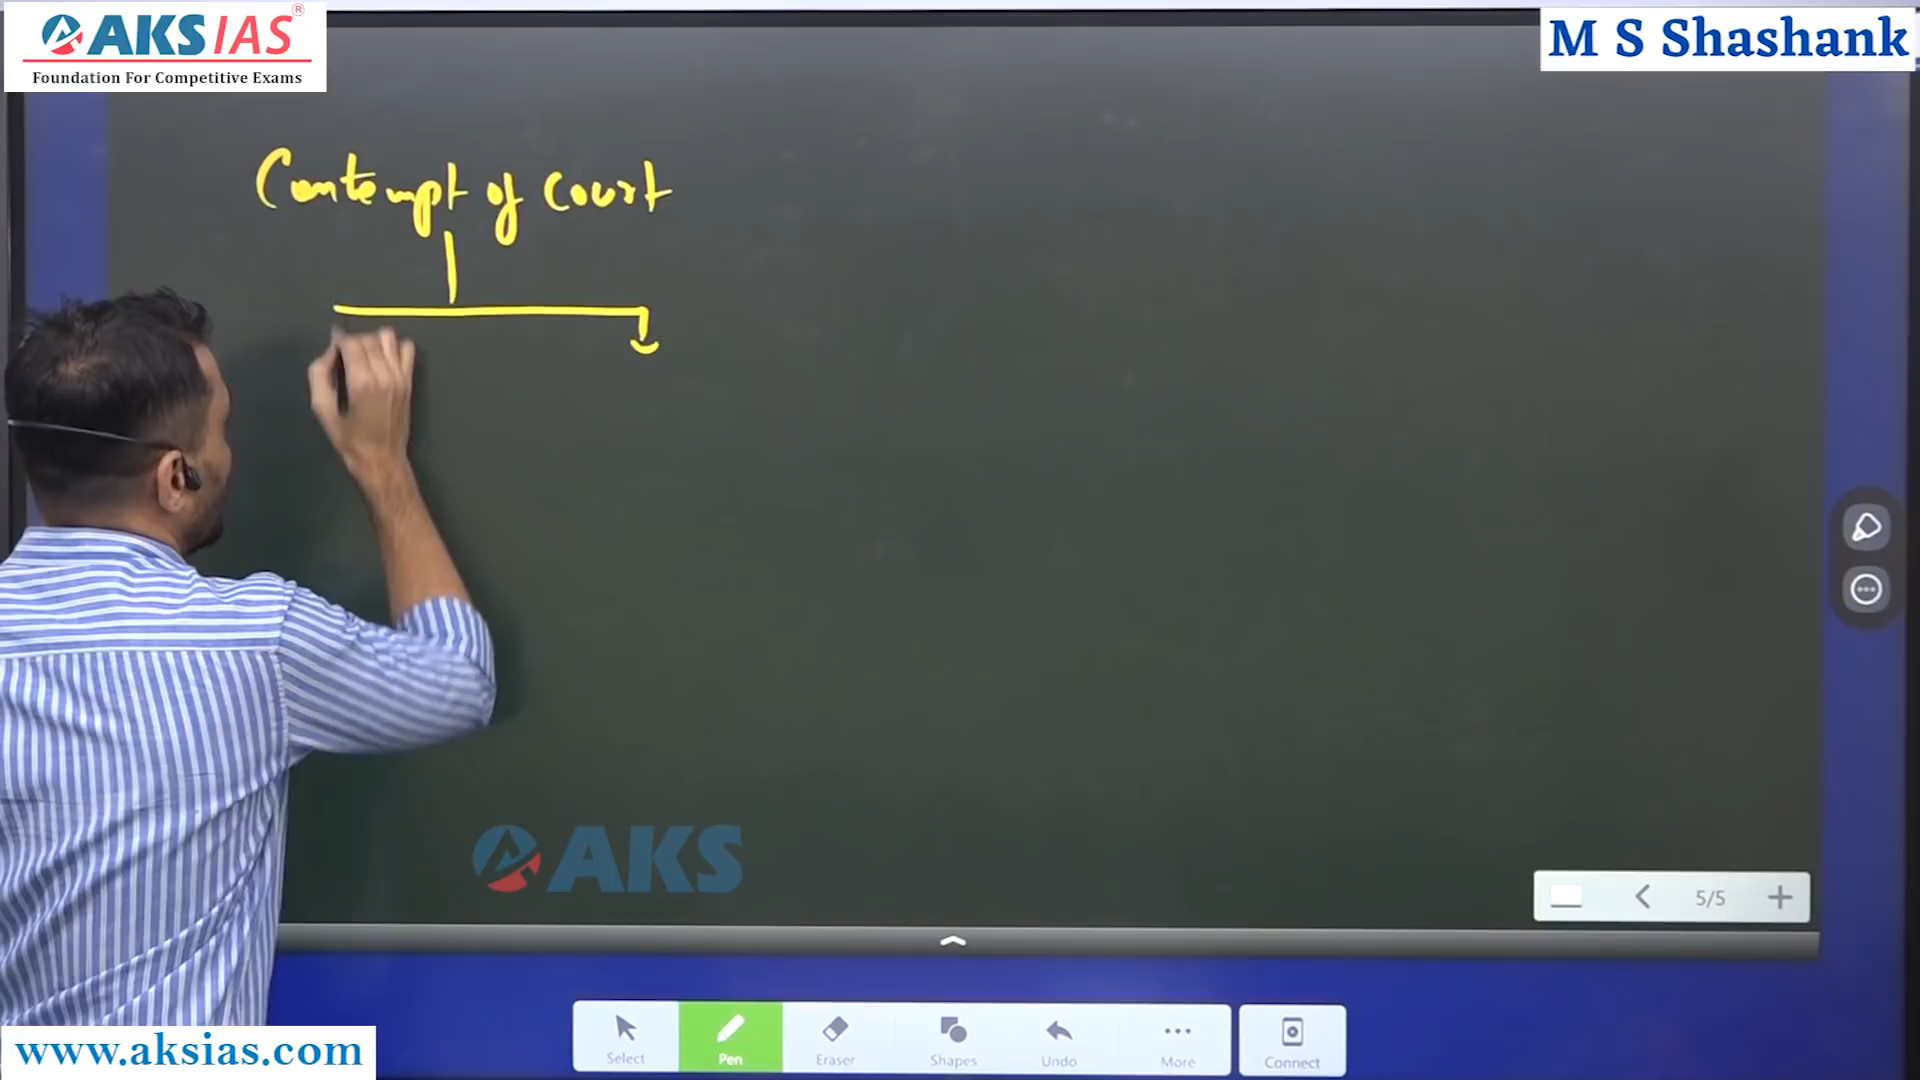 AKS IAS®
Foundation For Competitive Exams
M S Shashank
Contempt of court
AKS
5/5
Select Pen Eraser Shapes Undo More Connect
www.aksias.com